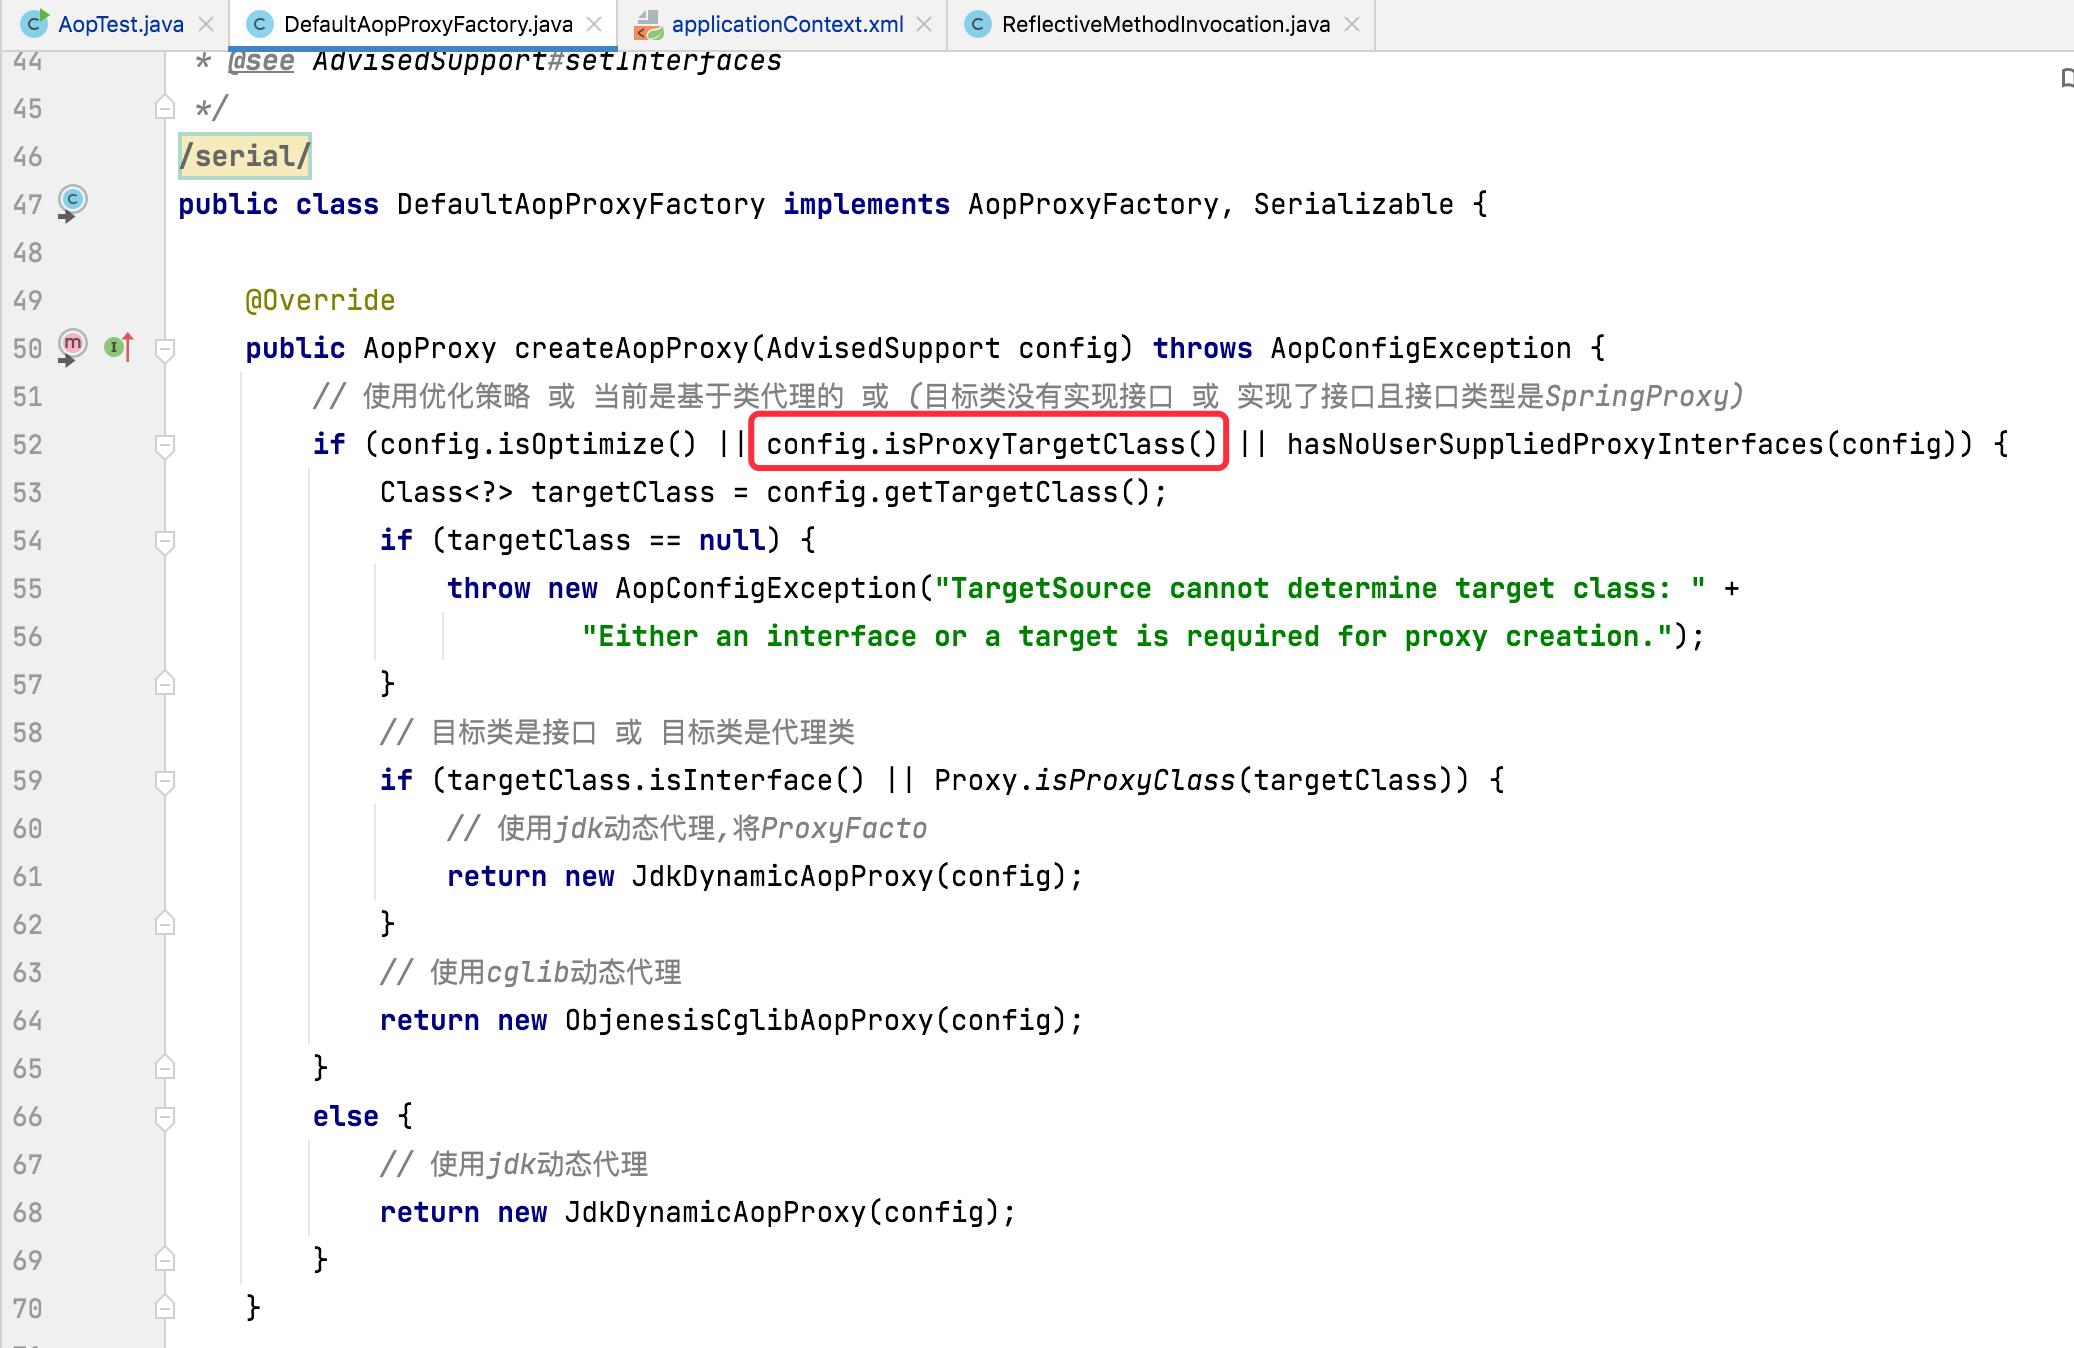 AopTest.java DefaultAopProxyFactory.java applicationContext.xml ReflectiveMethodInvocation.java
44 * @see AdvisedSupport#setInterfaces
45 */
46 /serial/
47 public class DefaultAopProxyFactory implements AopProxyFactory, Serializable {
48
49 @Override
50 public AopProxy createAopProxy(AdvisedSupport config) throws AopConfigException {
51 // 使用优化策略 或 当前是基于类代理的 或 (目标类没有实现接口 或 实现了接口且接口类型是SpringProxy)
52 if (config.isOptimize() || config.isProxyTargetClass() || hasNoUserSuppliedProxyInterfaces(config)) {
53 Class<?> targetClass = config.getTargetClass();
54 if (targetClass == null) {
55 throw new AopConfigException("TargetSource cannot determine target class: " +
56 "Either an interface or a target is required for proxy creation.");
57 }
58 // 目标类是接口 或 目标类是代理类
59 if (targetClass.isInterface() || Proxy.isProxyClass(targetClass)) {
60 // 使用jdk动态代理,将ProxyFacto
61 return new JdkDynamicAopProxy(config);
62 }
63 // 使用cglib动态代理
64 return new ObjenesisCglibAopProxy(config);
65 }
66 else {
67 // 使用jdk动态代理
68 return new JdkDynamicAopProxy(config);
69 }
70 }